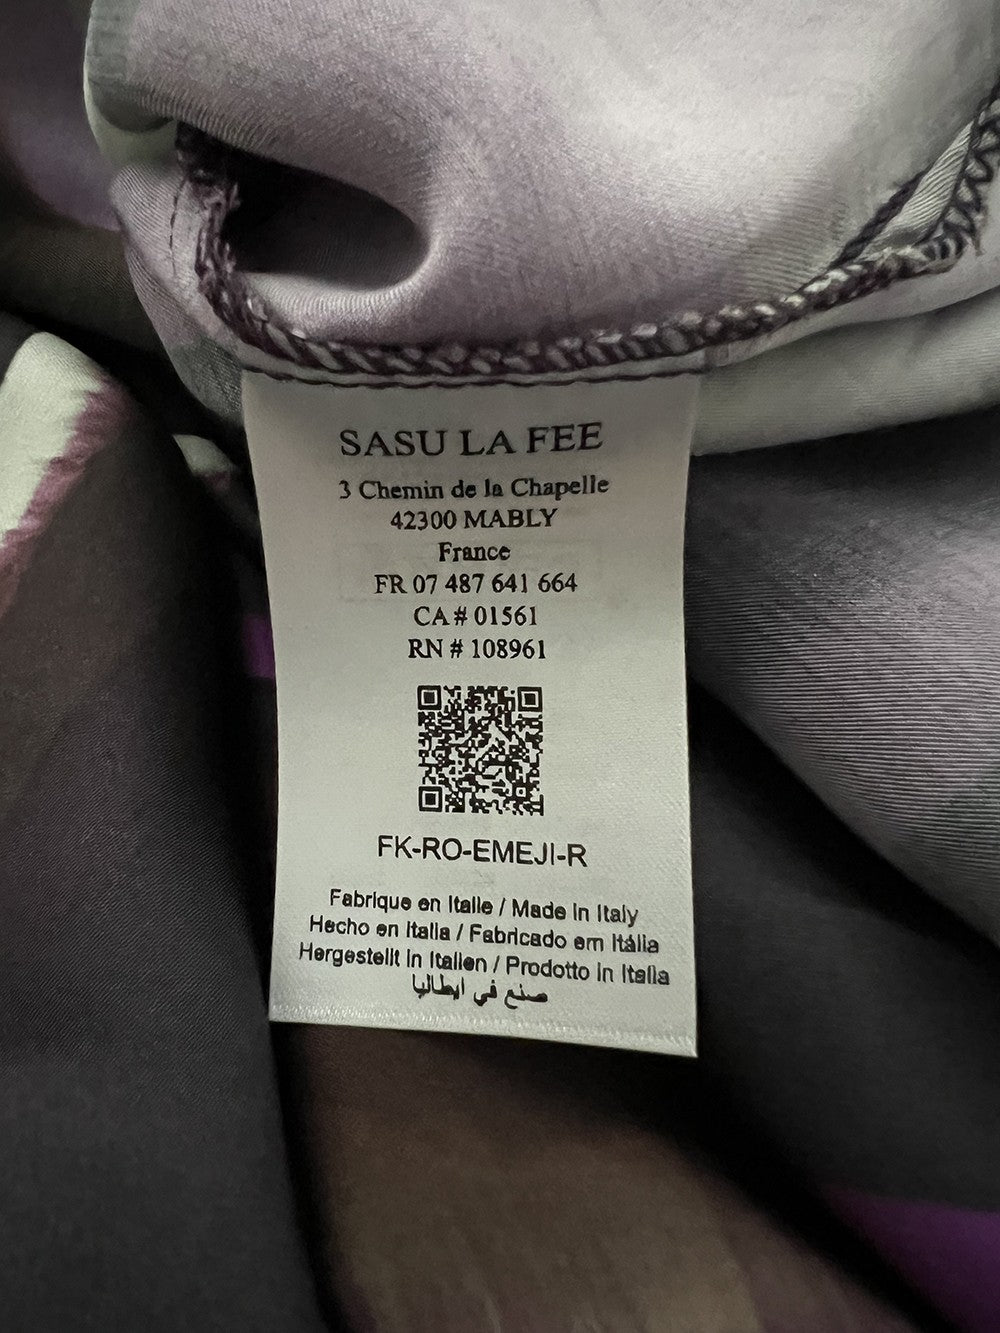 SASU LA FEE
3 Chemin de la Chapelle
42300 MABLY
France
FR 07 487 641 664
CA # 01561
RN # 108961
FK-RO-EMEJI-R
Fabrique en Italie / Made in Italy
Hecho en Italia / Fabricado em Itália
Hergestellt in Italien / Prodotto in Italia
صنع في ايطاليا